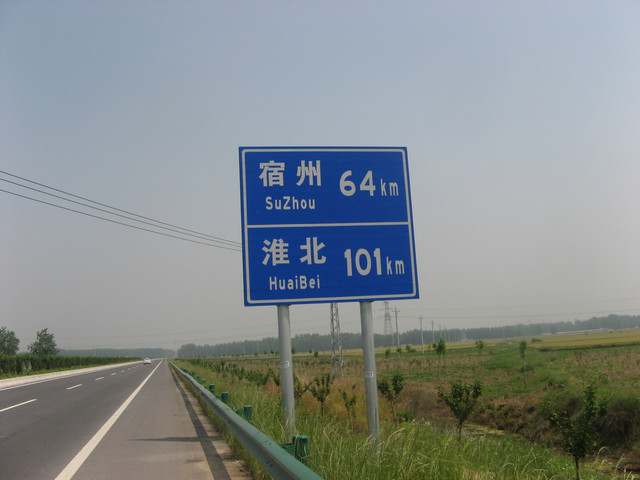 宿州 64km
SuZhou
淮北 101km
HuaiBei